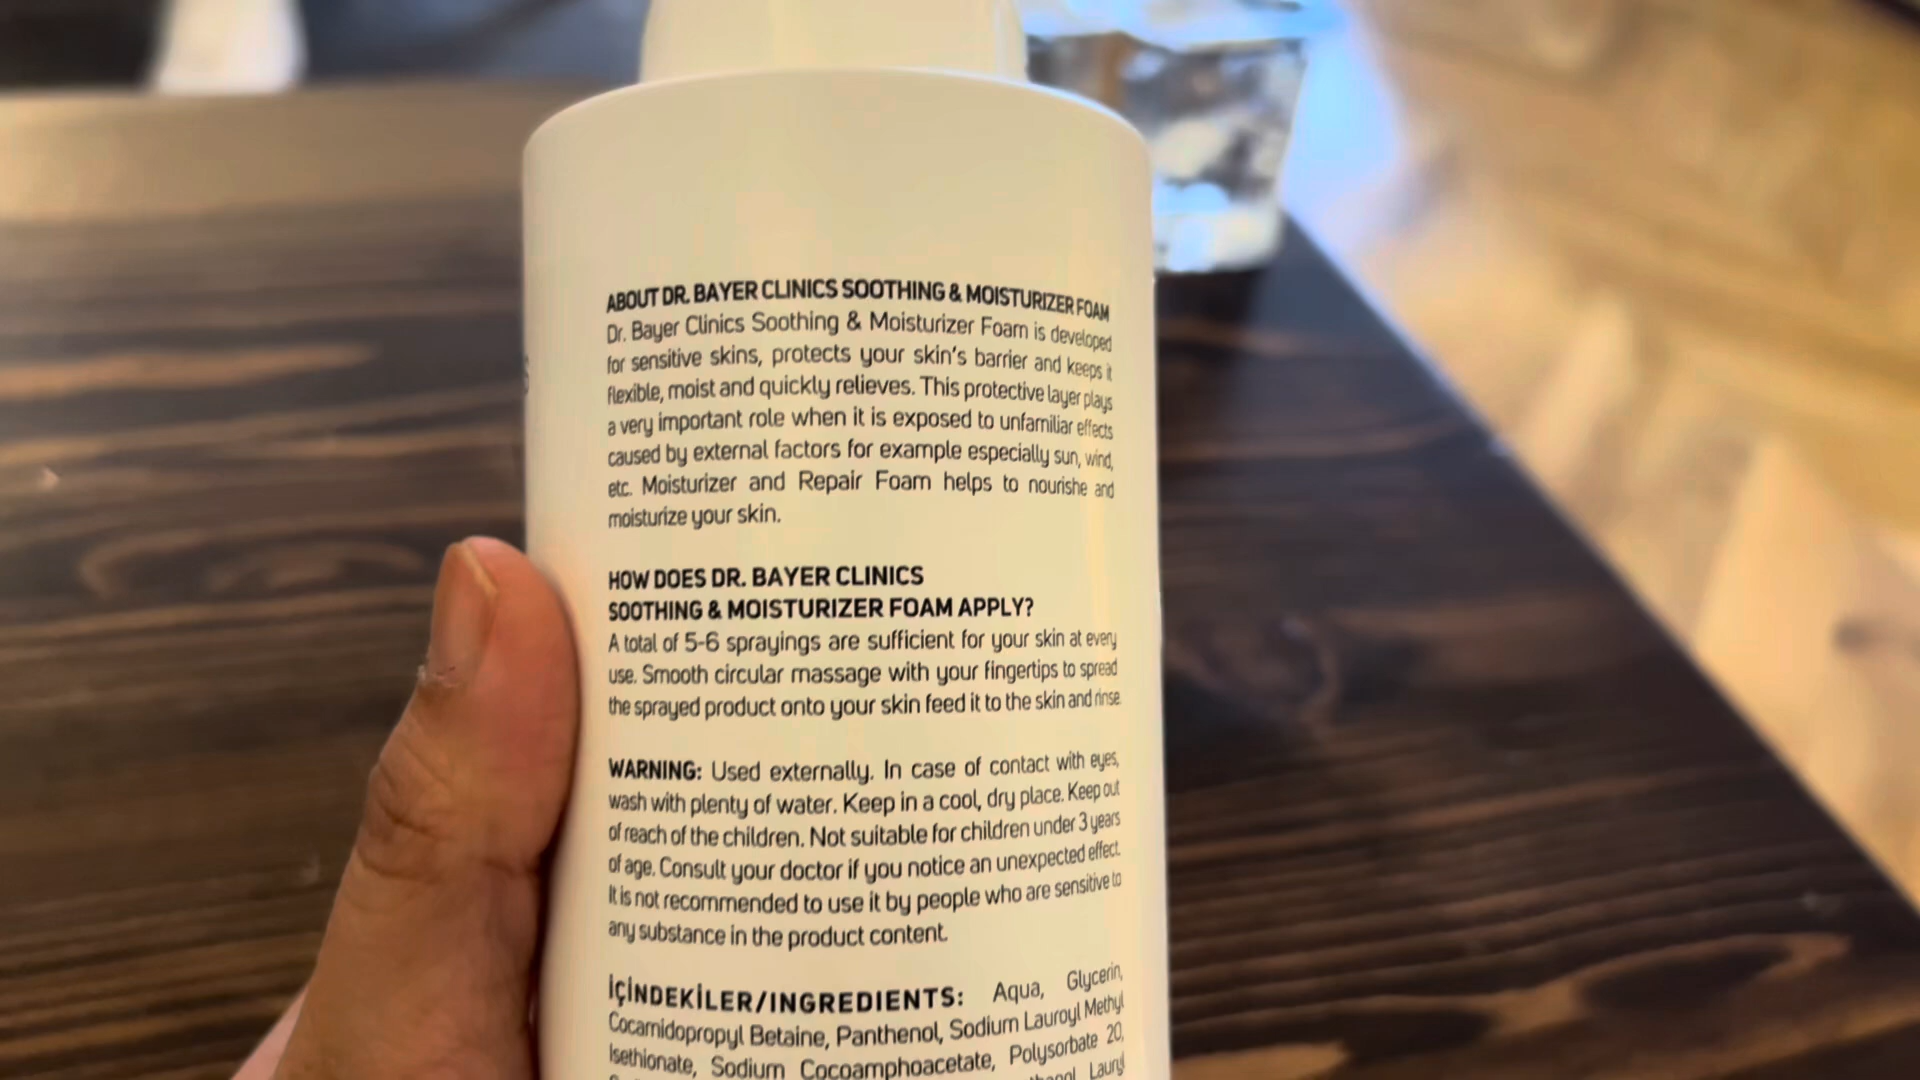 ABOUT DR. BAYER CLINICS SOOTHING & MOISTURIZER FOAM
Dr. Bayer Clinics Soothing & Moisturizer Foam is developed
for sensitive skins, protects your skin's barrier and keeps it
flexible, moist and quickly relieves. This protective layer plays
a very important role when it is exposed to unfamiliar effects
caused by external factors for example especially sun, wind,
etc. Moisturizer and Repair Foam helps to nourishe and
moisturize your skin.
HOW DOES DR. BAYER CLINICS
SOOTHING & MOISTURIZER FOAM APPLY?
A total of 5-6 sprayings are sufficient for your skin at every
use. Smooth circular massage with your fingertips to spread
the sprayed product onto your skin feed it to the skin and rinse.
WARNING: Used externally. In case of contact with eyes,
wash with plenty of water. Keep in a cool, dry place. Keep out
of reach of the children. Not suitable for children under 3 years
of age. Consult your doctor if you notice an unexpected effect.
It is not recommended to use it by people who are sensitive to
any substance in the product content.
İÇİNDEKİLER/INGREDIENTS: Aqua, Glycerin,
Cocamidopropyl Betaine, Panthenol, Sodium Lauroyl Methyl
Isethionate, Sodium Cocoamphoacetate, Polysorbate 20,
Lauryl